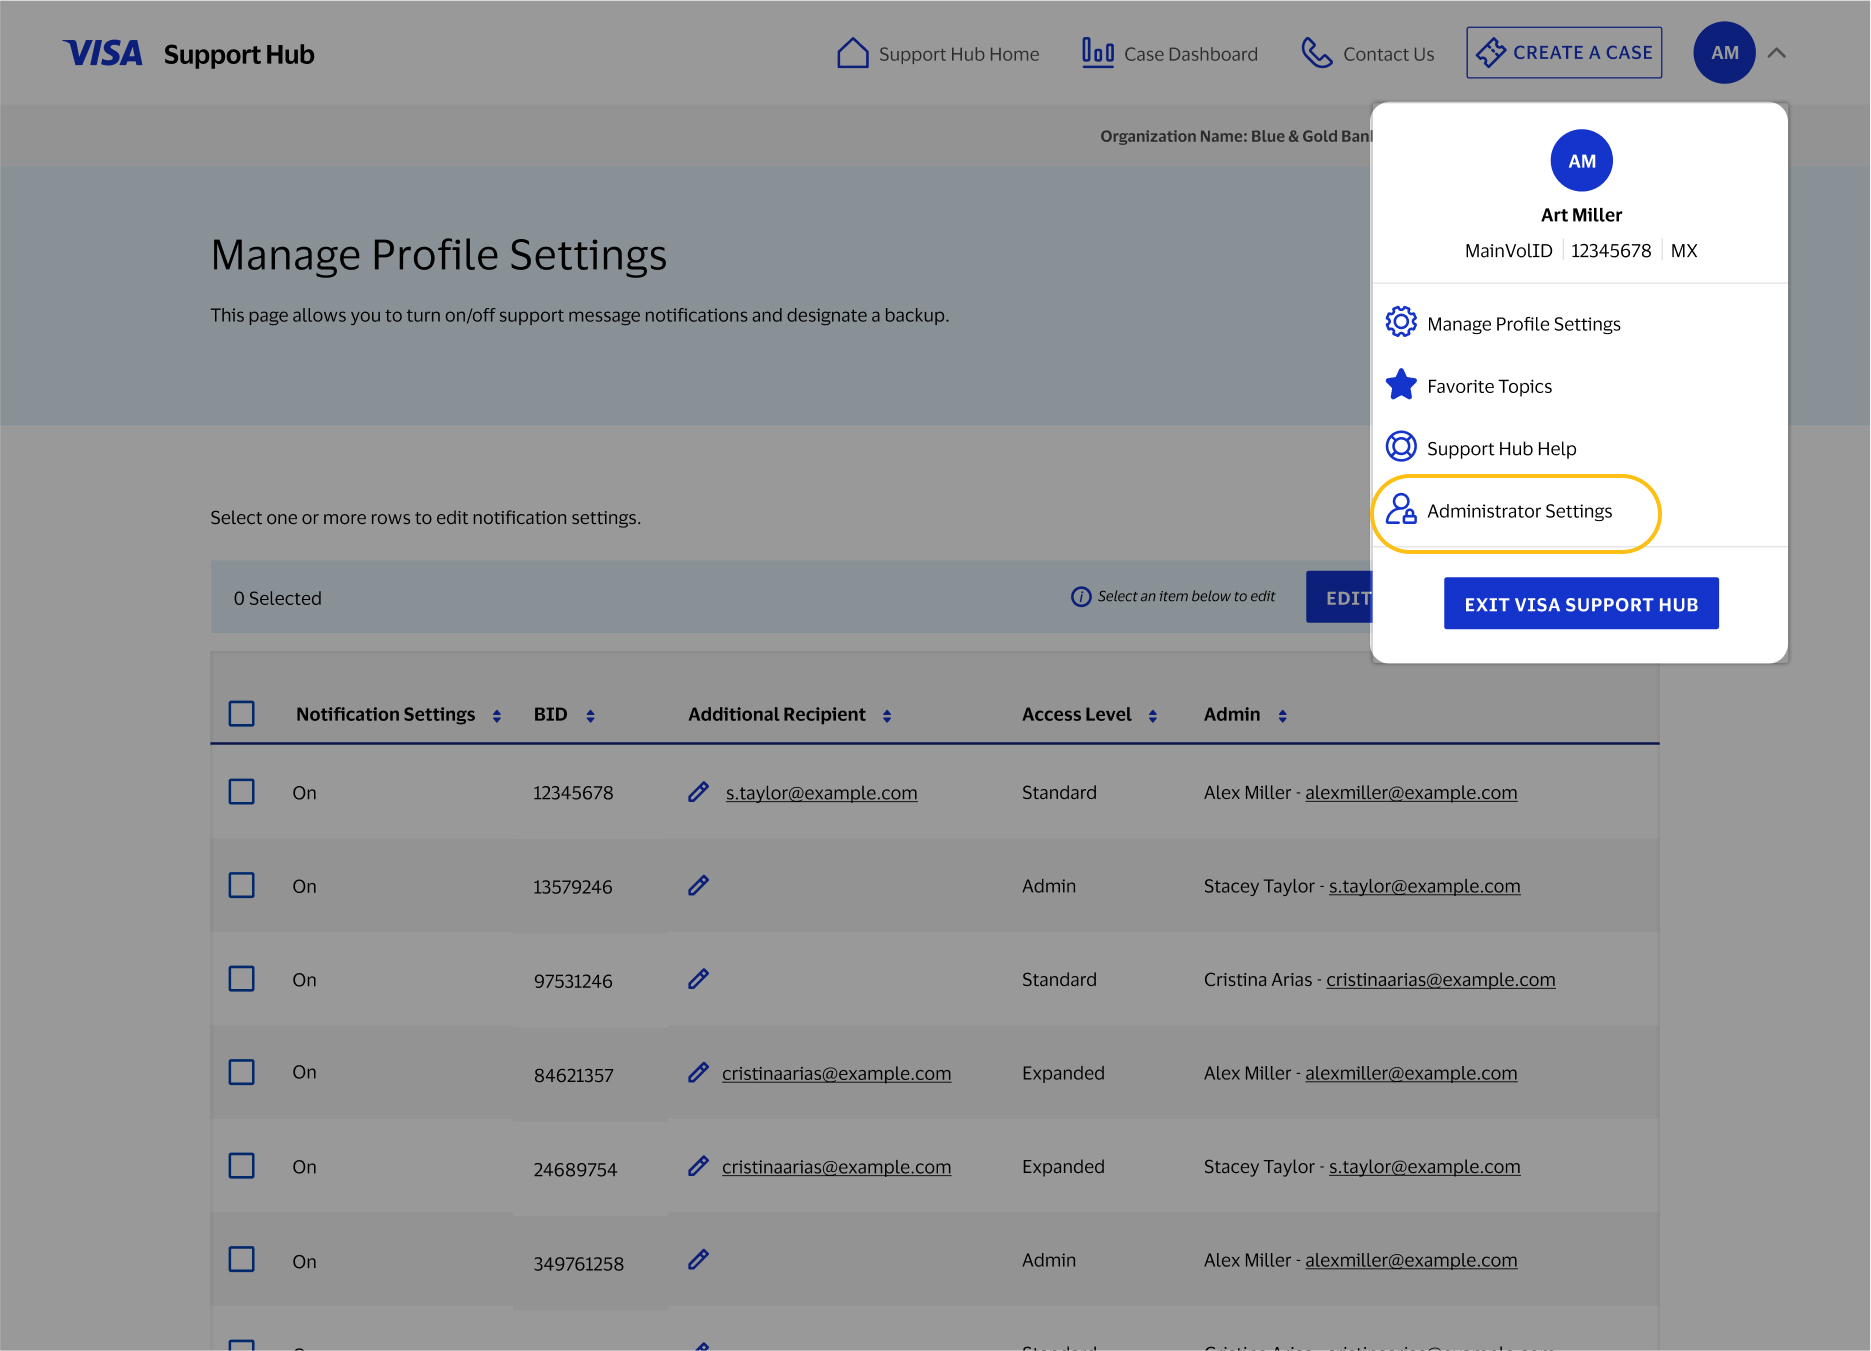 VISA Support Hub
Support Hub Home
Case Dashboard
Contact Us
CREATE A CASE
AM
Organization Name: Blue & Gold Ban
AM
Art Miller
MainVolID 12345678 MX
Manage Profile Settings
Favorite Topics
Support Hub Help
Administrator Settings
EXIT VISA SUPPORT HUB
Manage Profile Settings
This page allows you to turn on/off support message notifications and designate a backup.
Select one or more rows to edit notification settings.
0 Selected
Select an item below to edit
EDIT
Notification Settings BID Additional Recipient Access Level Admin
On 12345678 s.taylor@example.com Standard Alex Miller - alexmiller@example.com
On 13579246 Admin Stacey Taylor - s.taylor@example.com
On 97531246 Standard Cristina Arias - cristinaarias@example.com
On 84621357 cristinaarias@example.com Expanded Alex Miller - alexmiller@example.com
On 24689754 cristinaarias@example.com Expanded Stacey Taylor - s.taylor@example.com
On 349761258 Admin Alex Miller - alexmiller@example.com